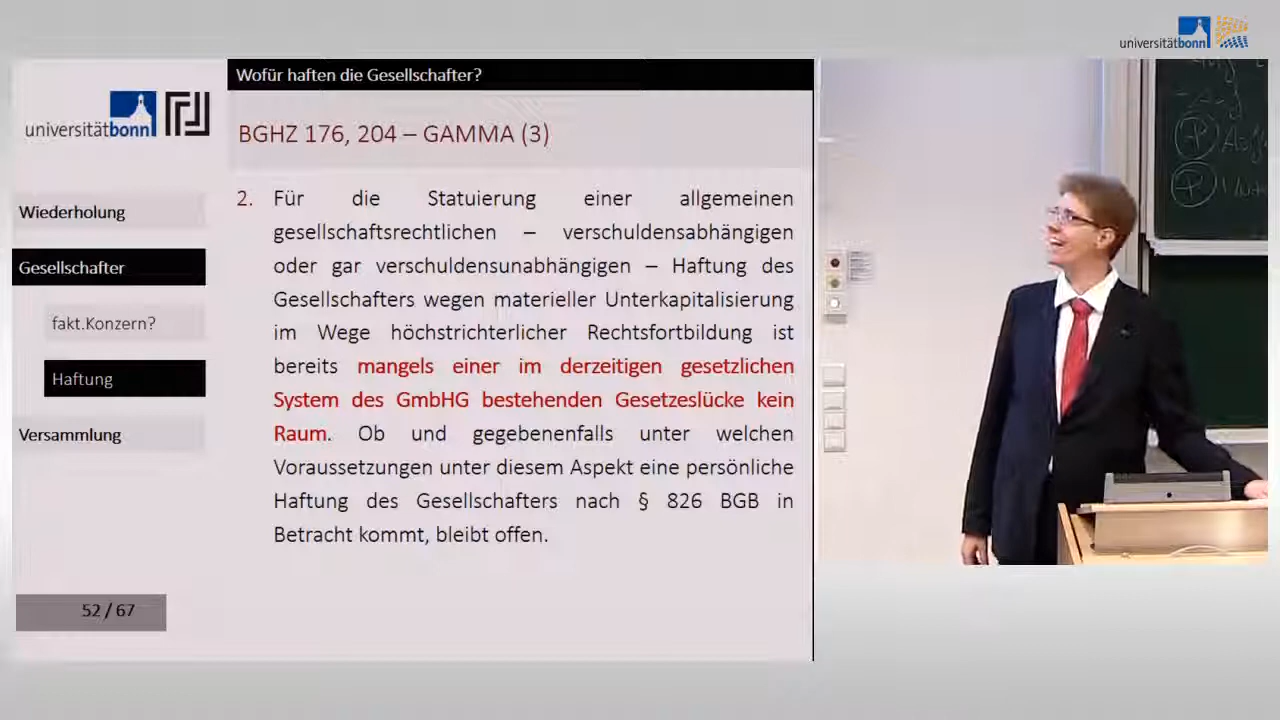 universitätbonn
Wofür haften die Gesellschafter?
universitätbonn
BGHZ 176, 204 – GAMMA (3)
Wiederholung
Gesellschafter
fakt.Konzern?
Haftung
Versammlung
2. Für die Statuierung einer allgemeinen
gesellschaftsrechtlichen – verschuldensabhängigen
oder gar verschuldensunabhängigen – Haftung des
Gesellschafters wegen materieller Unterkapitalisierung
im Wege höchstrichterlicher Rechtsfortbildung ist
bereits mangels einer im derzeitigen gesetzlichen
System des GmbHG bestehenden Gesetzeslücke kein
Raum. Ob und gegebenenfalls unter welchen
Voraussetzungen unter diesem Aspekt eine persönliche
Haftung des Gesellschafters nach § 826 BGB in
Betracht kommt, bleibt offen.
52 / 67